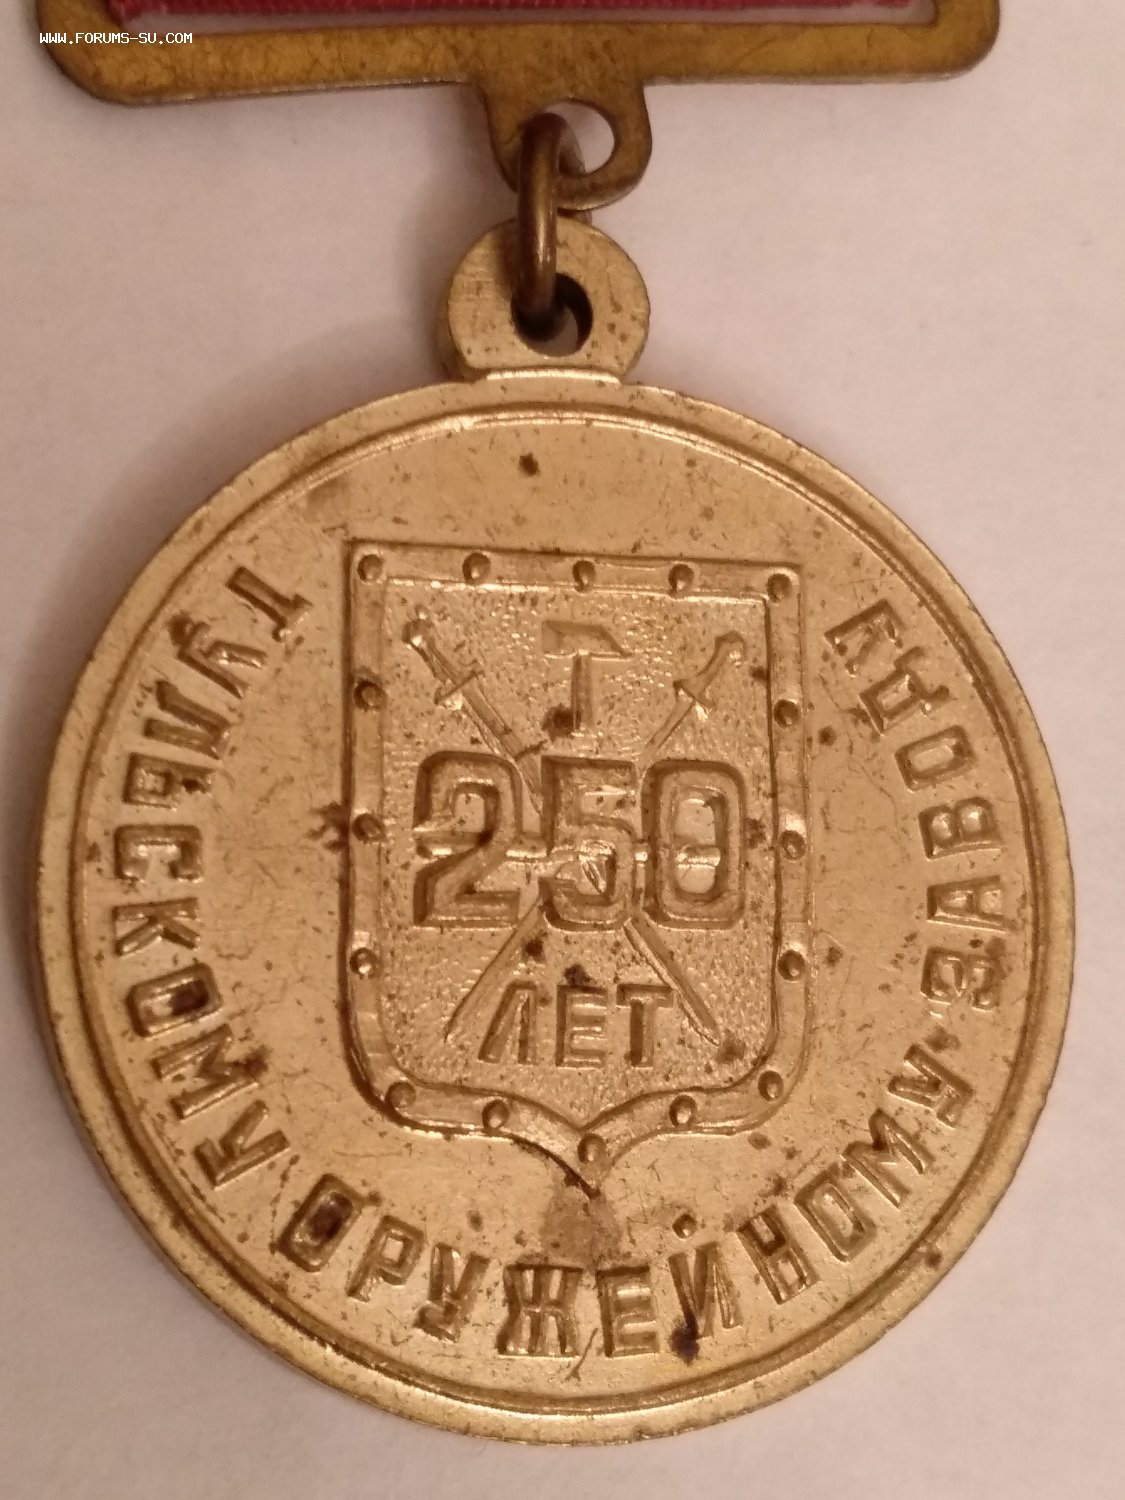 WWW.FORUMS-SU.COM
250
ЛЕТ
ТУЛЬСКОМУ ОРУЖЕЙНОМУ ЗАВОДУ